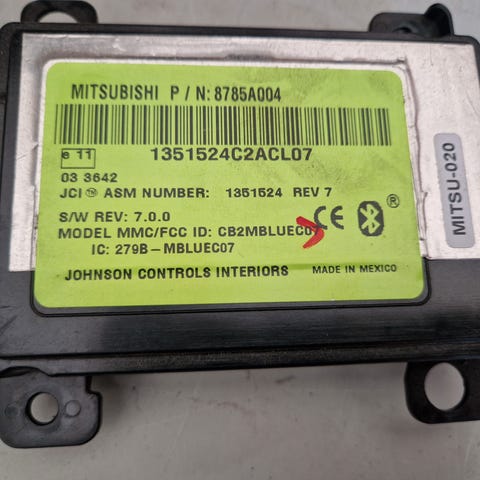 MITSUBISHI P / N: 8785A004
1351524C2ACL07
e 11
03 3642
JCI ASM NUMBER: 1351524 REV 7
S/W REV: 7.0.0
MODEL MMC/FCC ID: CB2MBLUEC07
CE
®
IC: 279B-MBLUEC07
JOHNSON CONTROLS INTERIORS
MADE IN MEXICO
MITSU-020